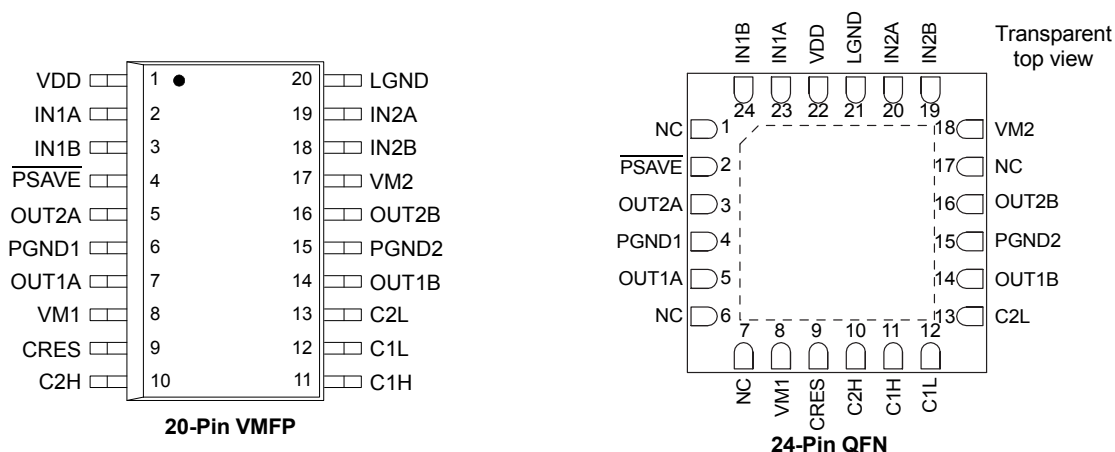 VDD 1 20 LGND
IN1A 2 19 IN2A
IN1B 3 18 IN2B
PSAVE 4 17 VM2
OUT2A 5 16 OUT2B
PGND1 6 15 PGND2
OUT1A 7 14 OUT1B
VM1 8 13 C2L
CRES 9 12 C1L
C2H 10 11 C1H
20-Pin VMFP
Transparent
top view
IN1B IN1A VDD LGND IN2A IN2B
24 23 22 21 20 19
NC 1 18 VM2
PSAVE 2 17 NC
OUT2A 3 16 OUT2B
PGND1 4 15 PGND2
OUT1A 5 14 OUT1B
NC 6 13 C2L
7 8 9 10 11 12
NC VM1 CRES C2H C1H C1L
24-Pin QFN